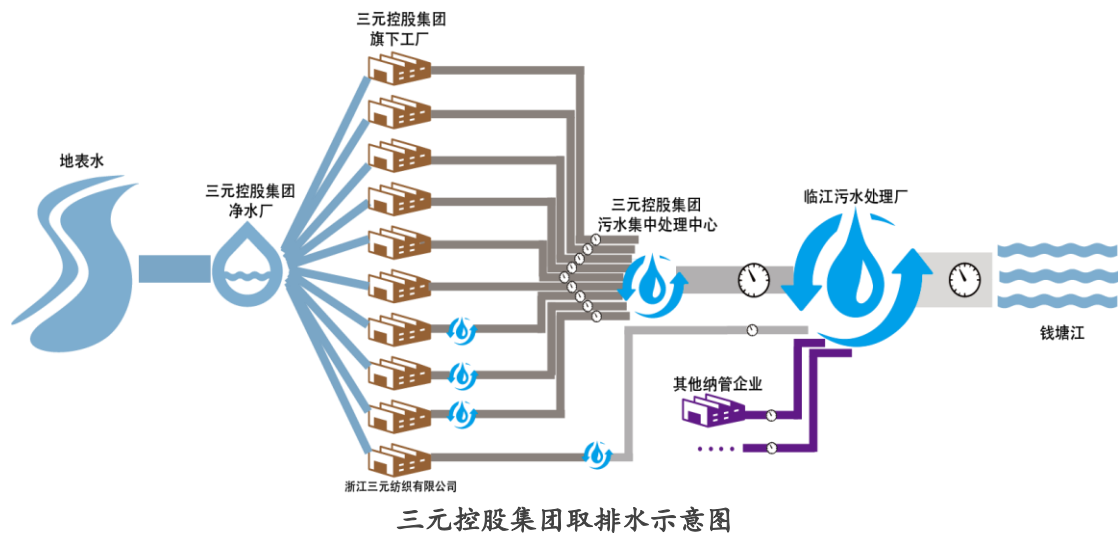 三元控股集团
旗下工厂
地表水
三元控股集团
净水厂
三元控股集团
污水集中处理中心
临江污水处理厂
钱塘江
其他纳管企业
浙江三元纺织有限公司
三元控股集团取排水示意图